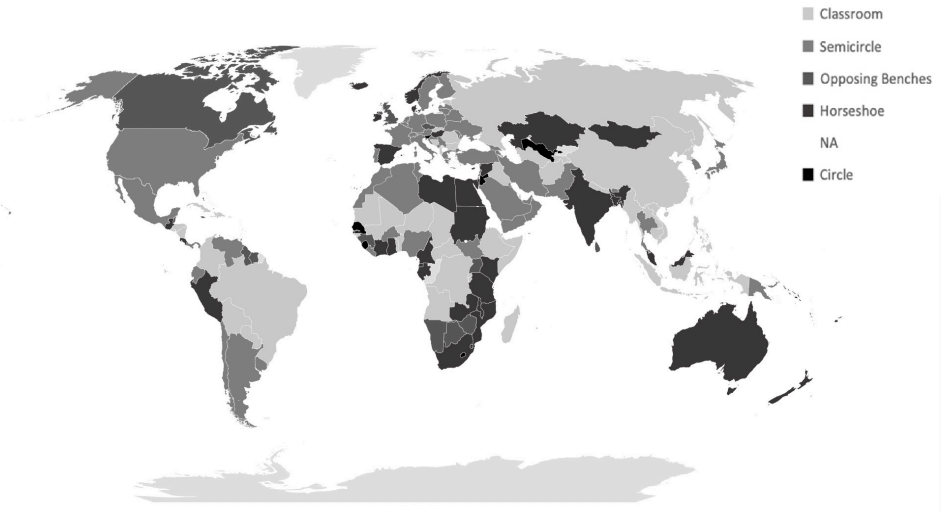 Classroom
Semicircle
Opposing Benches
Horseshoe
NA
Circle